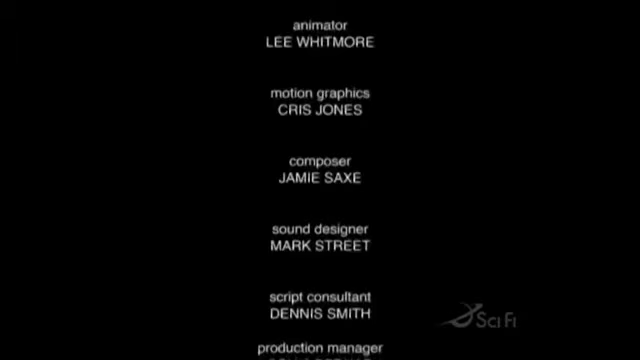 animator
LEE WHITMORE
motion graphics
CRIS JONES
composer
JAMIE SAXE
sound designer
MARK STREET
script consultant
DENNIS SMITH
SCI FI
production manager